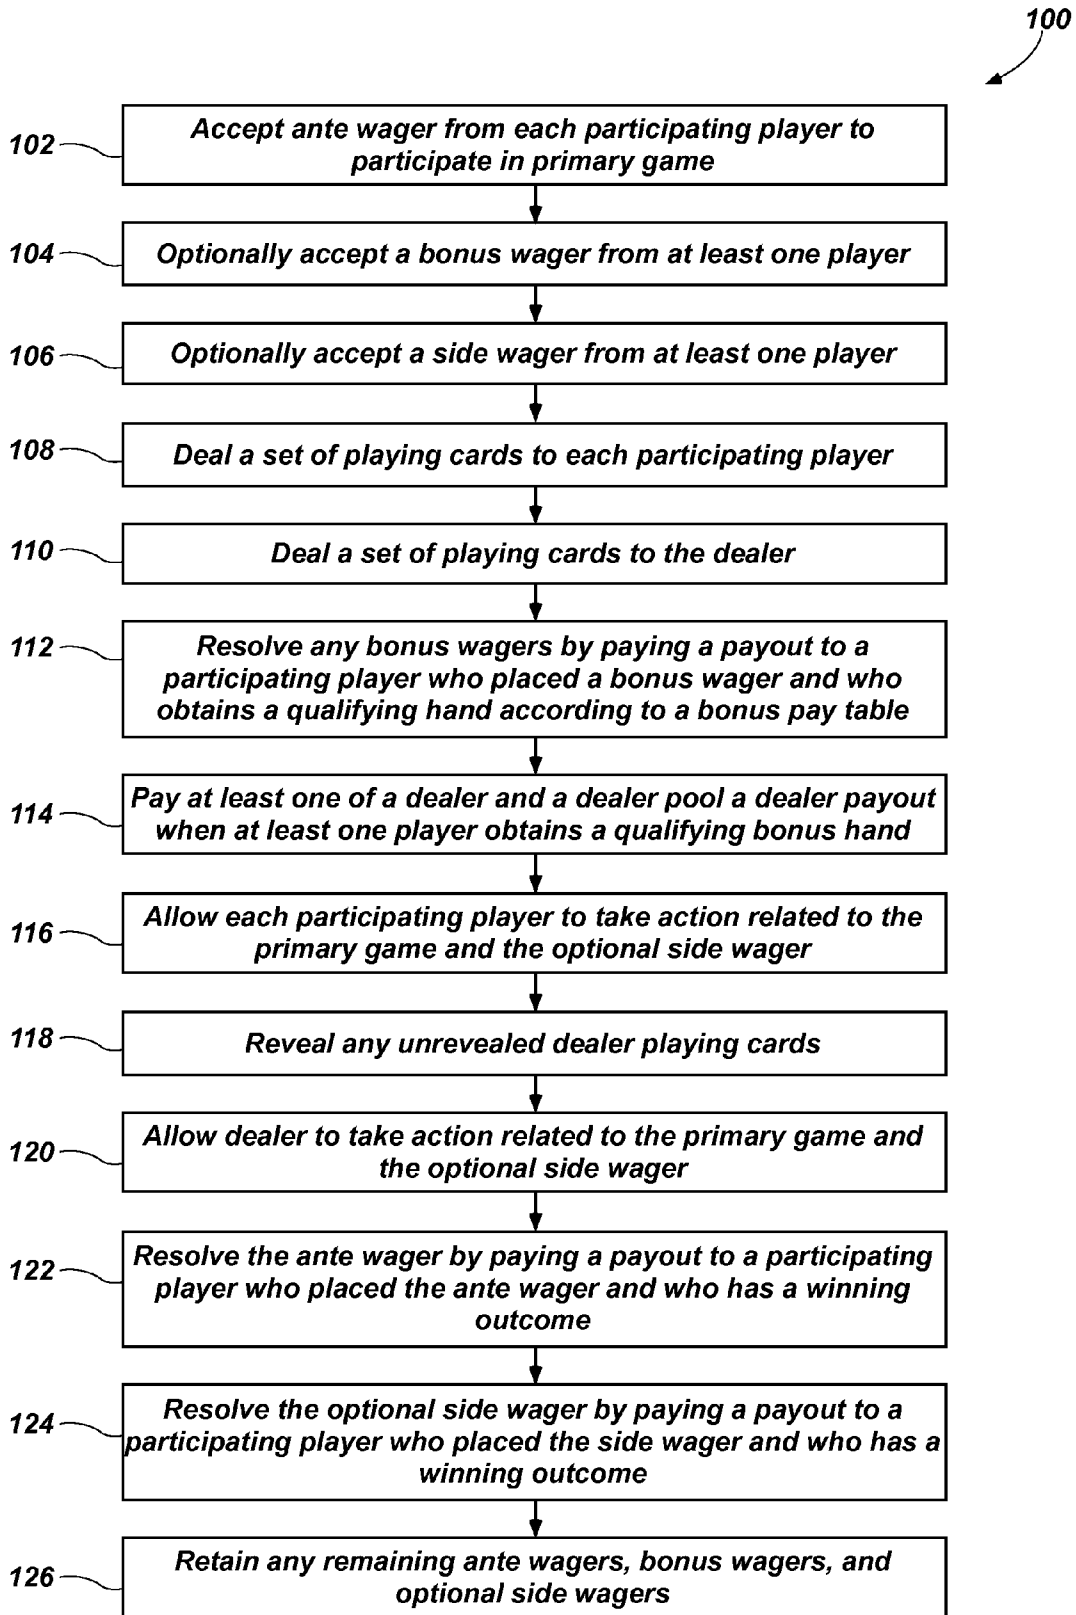 100
102
Accept ante wager from each participating player to
participate in primary game
104
Optionally accept a bonus wager from at least one player
106
Optionally accept a side wager from at least one player
108
Deal a set of playing cards to each participating player
110
Deal a set of playing cards to the dealer
112
Resolve any bonus wagers by paying a payout to a
participating player who placed a bonus wager and who
obtains a qualifying hand according to a bonus pay table
114
Pay at least one of a dealer and a dealer pool a dealer payout
when at least one player obtains a qualifying bonus hand
116
Allow each participating player to take action related to the
primary game and the optional side wager
118
Reveal any unrevealed dealer playing cards
120
Allow dealer to take action related to the primary game and
the optional side wager
122
Resolve the ante wager by paying a payout to a participating
player who placed the ante wager and who has a winning
outcome
124
Resolve the optional side wager by paying a payout to a
participating player who placed the side wager and who has a
winning outcome
126
Retain any remaining ante wagers, bonus wagers, and
optional side wagers